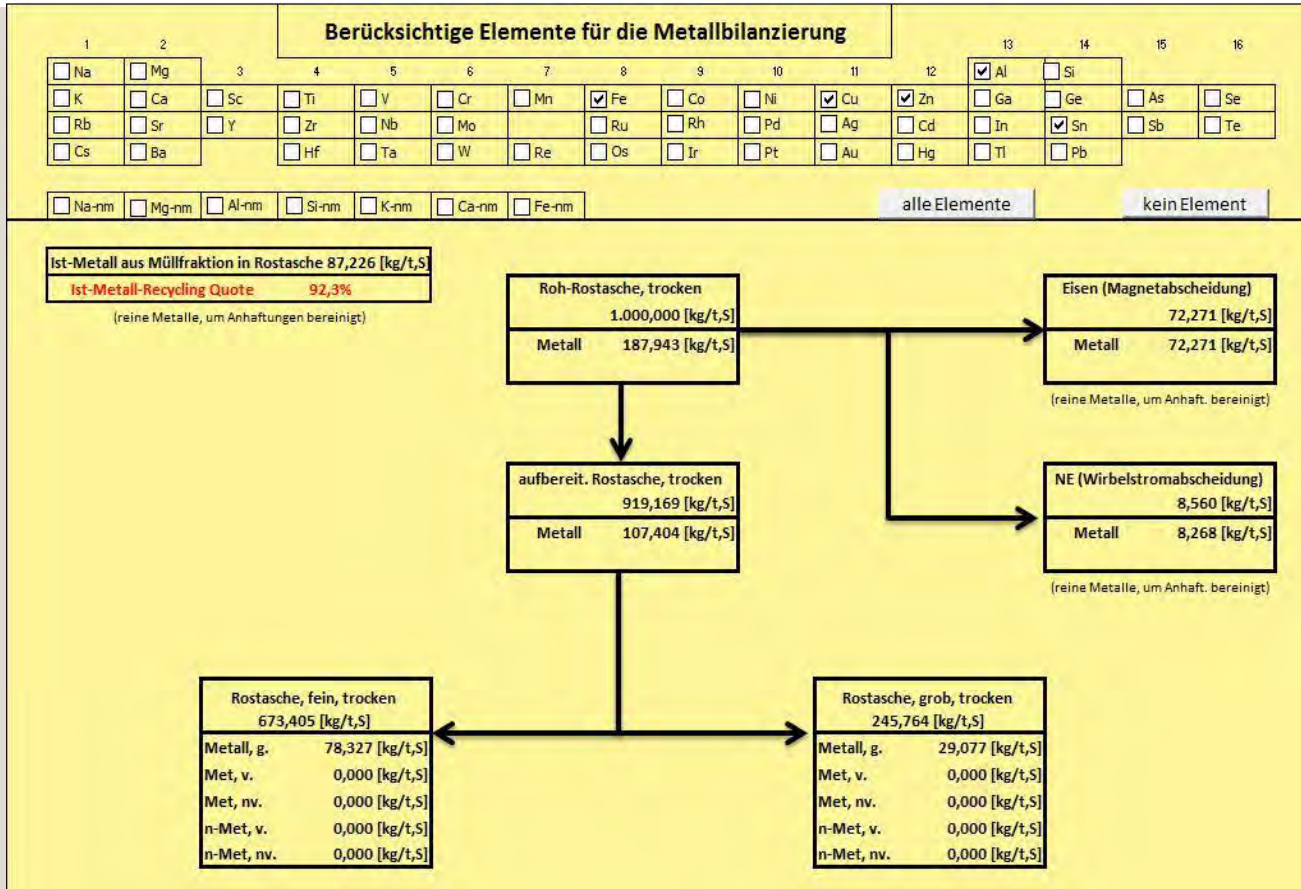 Berücksichtige Elemente für die Metallbilanzierung
1 2 13 14 15 16
Na Mg 3 4 5 6 7 8 9 10 11 12 Al Si
K Ca Sc Ti V Cr Mn Fe Co Ni Cu Zn Ga Ge As Se
Rb Sr Y Zr Nb Mo Ru Rh Pd Ag Cd In Sn Sb Te
Cs Ba Hf Ta W Re Os Ir Pt Au Hg Tl Pb
Na-nm Mg-nm Al-nm Si-nm K-nm Ca-nm Fe-nm alle Elemente kein Element
Ist-Metall aus Müllfraktion in Rostasche 87,226 [kg/t,S]
Ist-Metall-Recycling Quote 92,3%
(reine Metalle, um Anhaftungen bereinigt)
Roh-Rostasche, trocken
1.000,000 [kg/t,S]
Metall 187,943 [kg/t,S]
Eisen (Magnetabscheidung)
72,271 [kg/t,S]
Metall 72,271 [kg/t,S]
(reine Metalle, um Anhaft. bereinigt)
aufbereit. Rostasche, trocken
919,169 [kg/t,S]
Metall 107,404 [kg/t,S]
NE (Wirbelstromabscheidung)
8,560 [kg/t,S]
Metall 8,268 [kg/t,S]
(reine Metalle, um Anhaft. bereinigt)
Rostasche, fein, trocken
673,405 [kg/t,S]
Metall, g. 78,327 [kg/t,S]
Met, v. 0,000 [kg/t,S]
Met, nv. 0,000 [kg/t,S]
n-Met, v. 0,000 [kg/t,S]
n-Met, nv. 0,000 [kg/t,S]
Rostasche, grob, trocken
245,764 [kg/t,S]
Metall, g. 29,077 [kg/t,S]
Met, v. 0,000 [kg/t,S]
Met, nv. 0,000 [kg/t,S]
n-Met, v. 0,000 [kg/t,S]
n-Met, nv. 0,000 [kg/t,S]